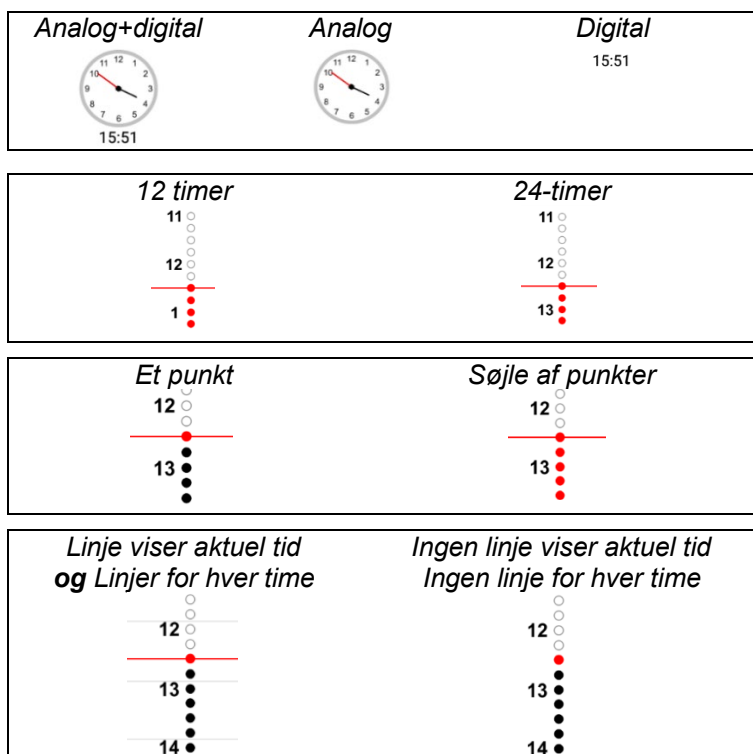 Analog+digital Analog Digital
11 12 1 11 12 1 15:51
10 2 10 2
9 3 9 3
8 4 8 4
7 6 5 7 6 5
15:51
12 timer 24-timer
11 11
12 12
1 13
Et punkt Søjle af punkter
12 12
13 13
Linje viser aktuel tid Ingen linje viser aktuel tid
og Linjer for hver time Ingen linje for hver time
12 12
13 13
14 14